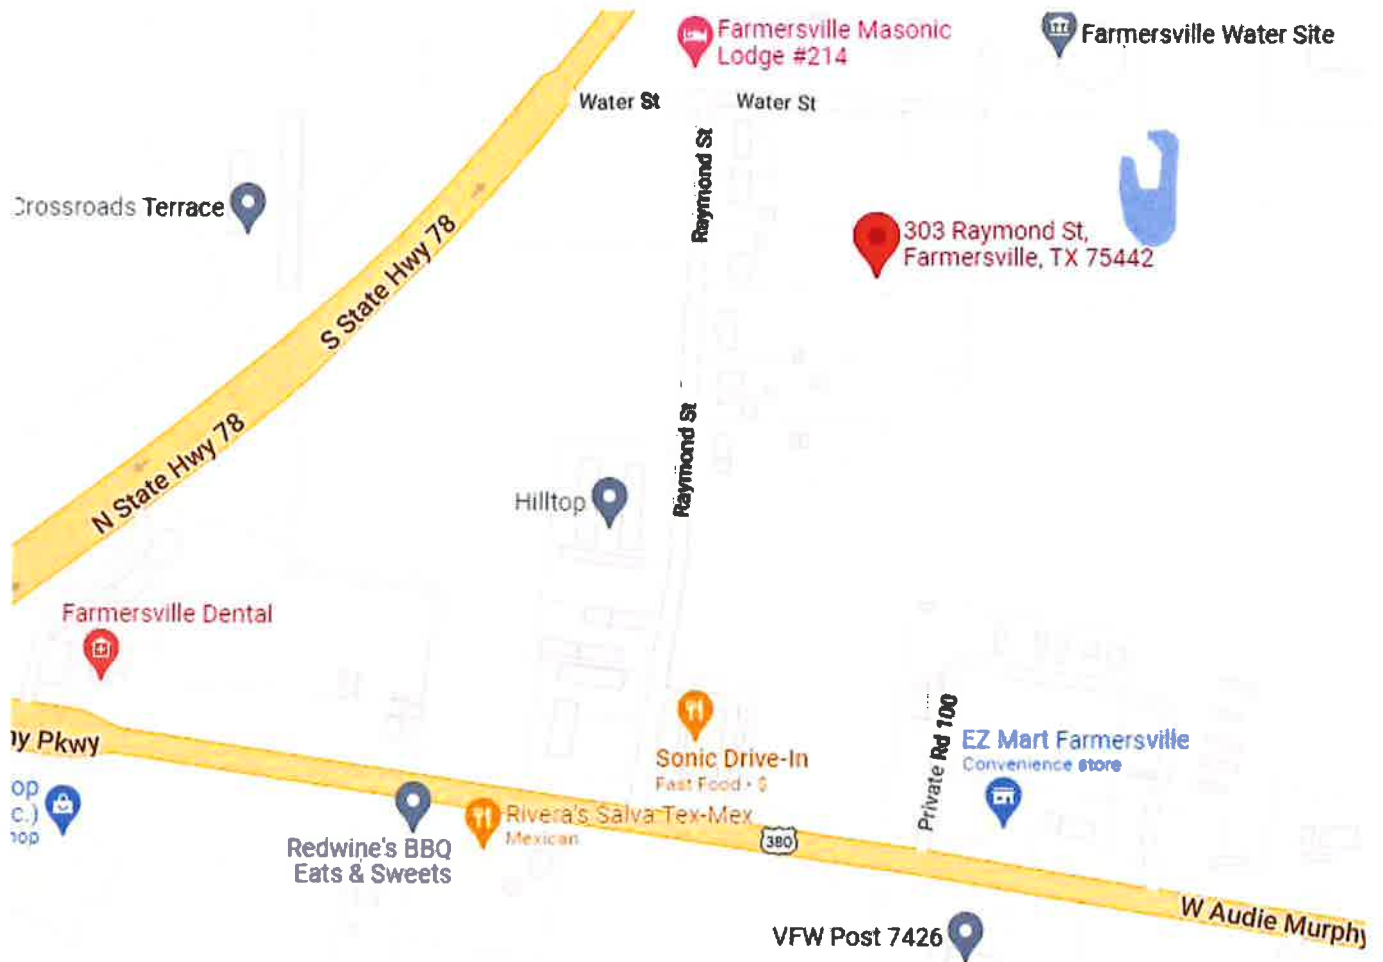 Farmersville Masonic
Lodge #214
Farmersville Water Site
Water St
Water St
Raymond St
Crossroads Terrace
303 Raymond St,
Farmersville, TX 75442
S State Hwy 78
N State Hwy 78
Raymond St
Hilltop
Farmersville Dental
Private Rd 100
Pkwy
Sonic Drive-In
Fast Food · $
EZ Mart Farmersville
Convenience store
Rivera's Salva Tex-Mex
Mexican
Redwine's BBQ
Eats & Sweets
380
W Audie Murphy
VFW Post 7426